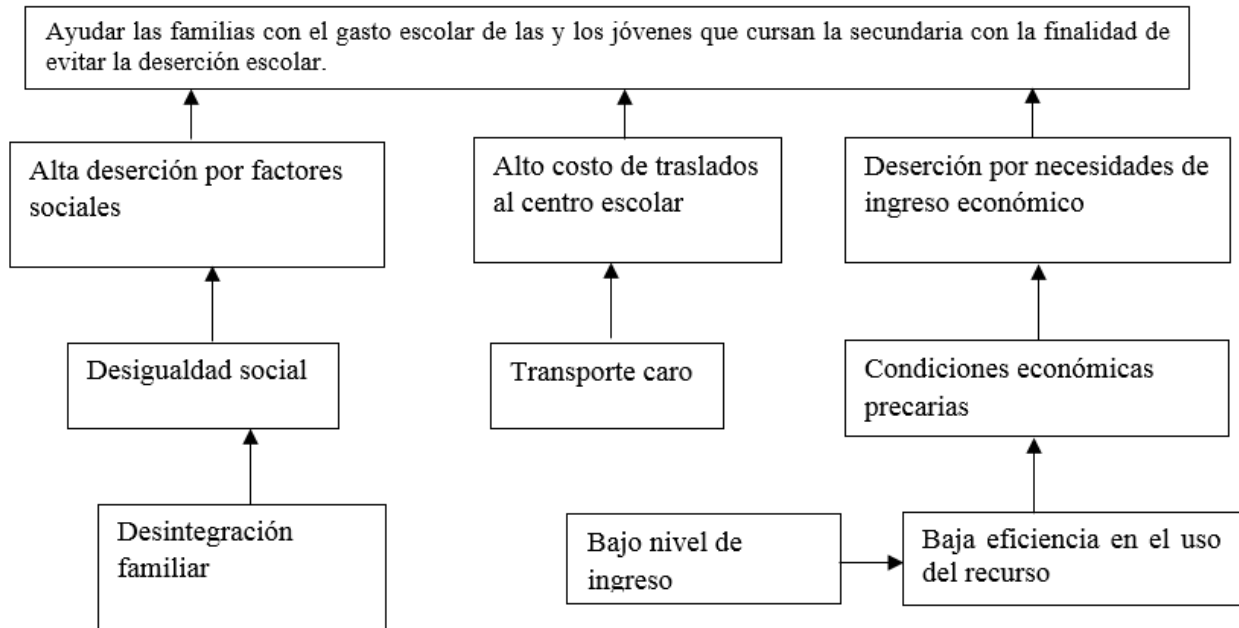 Ayudar las familias con el gasto escolar de las y los jóvenes que cursan la secundaria con la finalidad de
evitar la deserción escolar.
Alta deserción por factores
sociales
Alto costo de traslados
al centro escolar
Deserción por necesidades de
ingreso económico
Desigualdad social
Transporte caro
Condiciones económicas
precarias
Desintegración
familiar
Bajo nivel de
ingreso
Baja eficiencia en el uso
del recurso